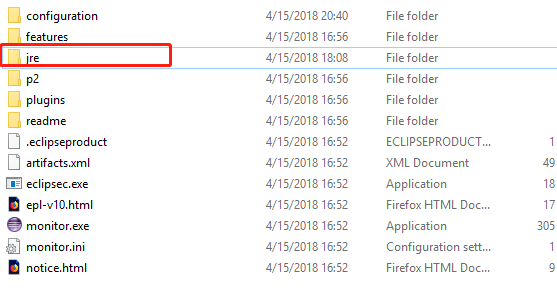 configuration 4/15/2018 20:40 File folder
features 4/15/2018 16:56 File folder
jre 4/15/2018 18:08 File folder
p2 4/15/2018 16:56 File folder
plugins 4/15/2018 16:56 File folder
readme 4/15/2018 16:56 File folder
.eclipseproduct 4/15/2018 16:52 ECLIPSEPRODUCT... 1
artifacts.xml 4/15/2018 16:52 XML Document 49
eclipsec.exe 4/15/2018 16:52 Application 18
epl-v10.html 4/15/2018 16:52 Firefox HTML Doc... 17
monitor.exe 4/15/2018 16:52 Application 305
monitor.ini 4/15/2018 16:52 Configuration sett... 1
notice.html 4/15/2018 16:52 Firefox HTML Doc... 9